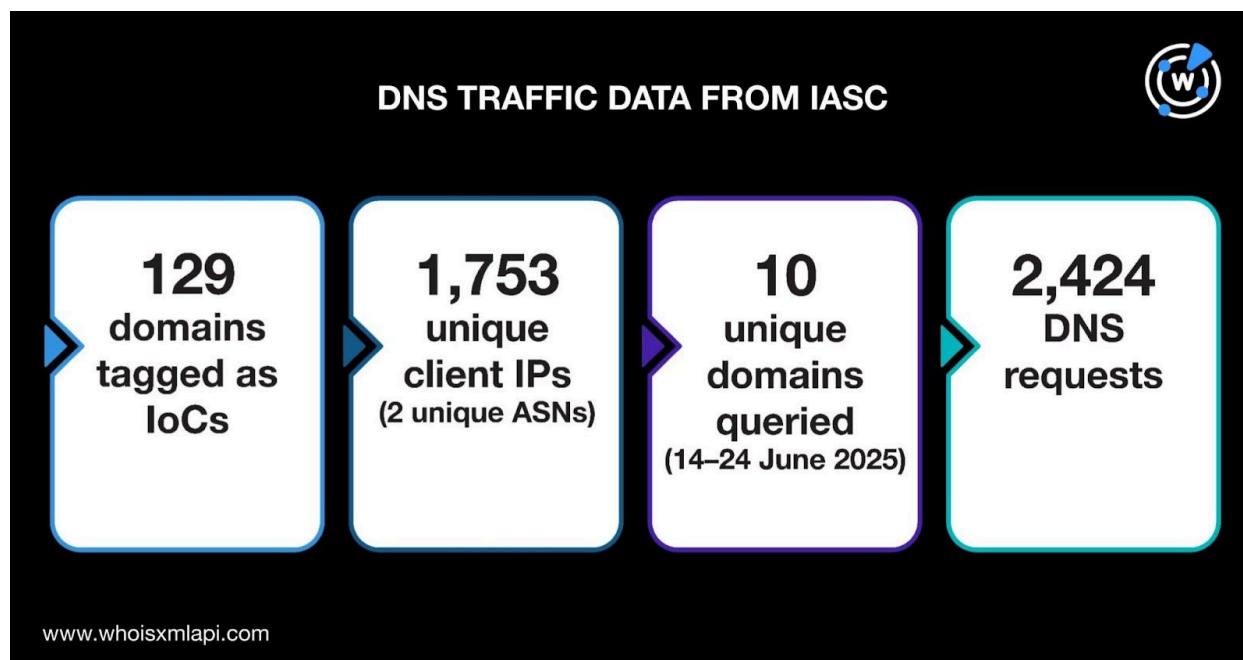 DNS TRAFFIC DATA FROM IASC
W
129
domains
tagged as
IoCs
1,753
unique
client IPs
(2 unique ASNs)
10
unique
domains
queried
(14–24 June 2025)
2,424
DNS
requests
www.whoisxmlapi.com